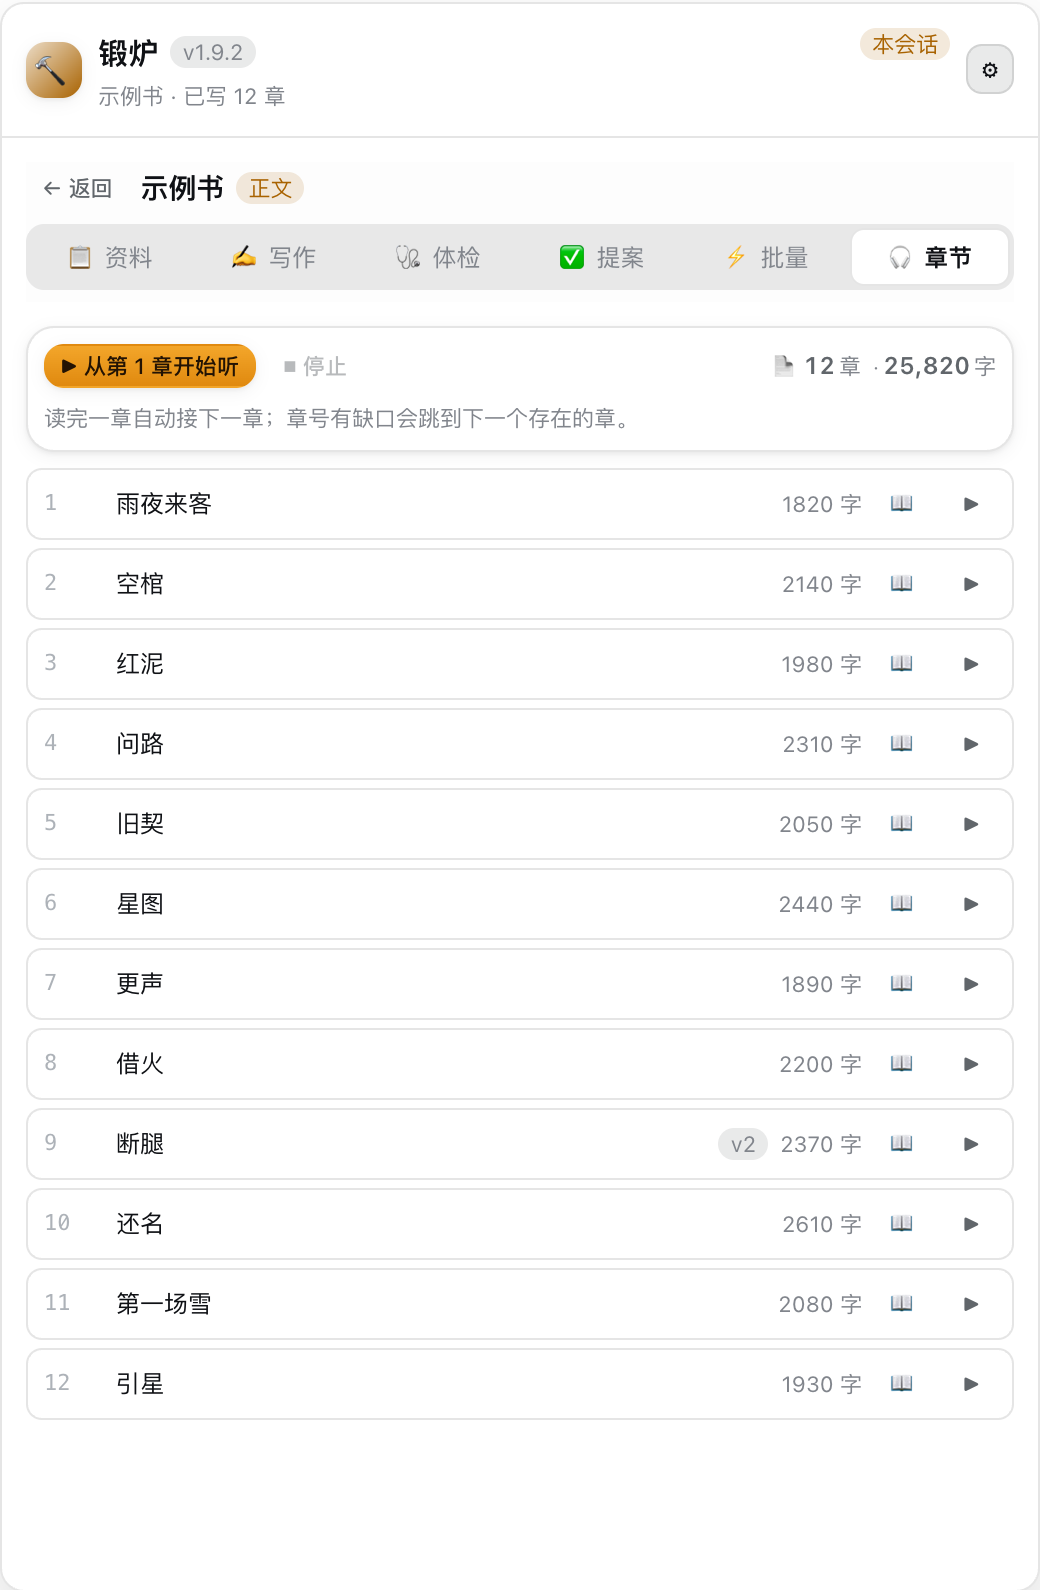 锻炉 v1.9.2
本会话
示例书 · 已写 12 章
← 返回 示例书 正文
资料 写作 体检 提案 批量 章节
从第 1 章开始听 停止 12 章 · 25,820 字
读完一章自动接下一章；章号有缺口会跳到下一个存在的章。
1 雨夜来客 1820 字
2 空棺 2140 字
3 红泥 1980 字
4 问路 2310 字
5 旧契 2050 字
6 星图 2440 字
7 更声 1890 字
8 借火 2200 字
9 断腿 v2 2370 字
10 还名 2610 字
11 第一场雪 2080 字
12 引星 1930 字